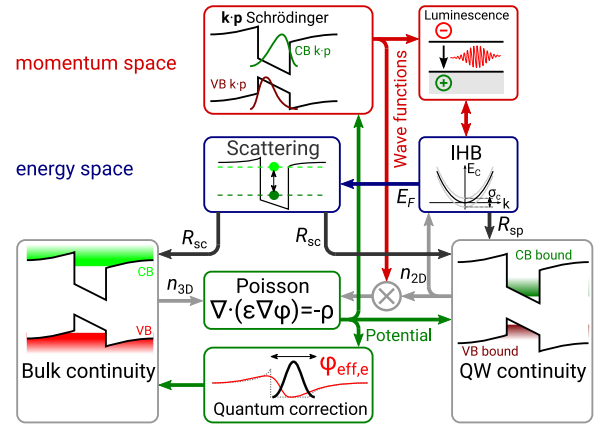 k·p Schrödinger
CB k·p
VB k·p
Luminescence
−
+
momentum space
Wave functions
energy space
Scattering
IHB
E_C
σ_c
k
E_F
R_sc
R_sc
R_sp
CB
VB
Bulk continuity
n_3D
Poisson
∇·(ε∇φ)=-ρ
n_2D
Potential
CB bound
VB bound
QW continuity
φ_eff,e
Quantum correction